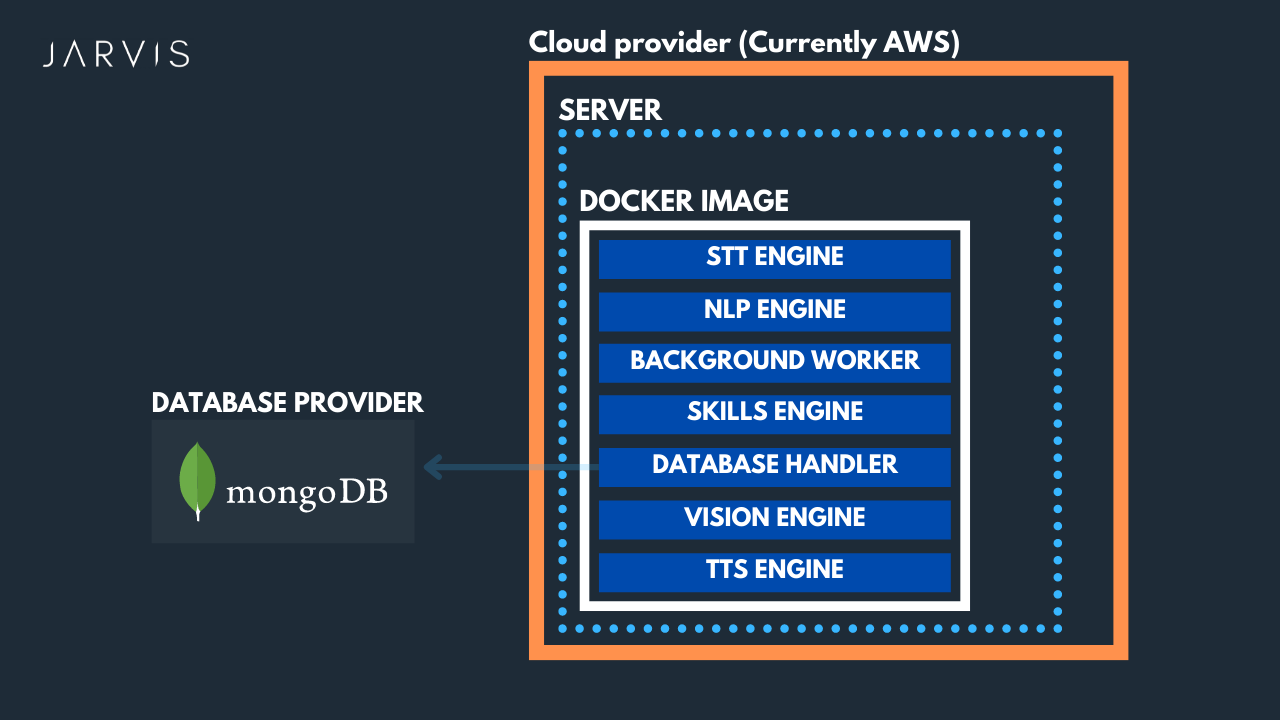 JARVIS
Cloud provider (Currently AWS)
SERVER
DOCKER IMAGE
STT ENGINE
NLP ENGINE
BACKGROUND WORKER
SKILLS ENGINE
DATABASE HANDLER
VISION ENGINE
TTS ENGINE
DATABASE PROVIDER
mongoDB